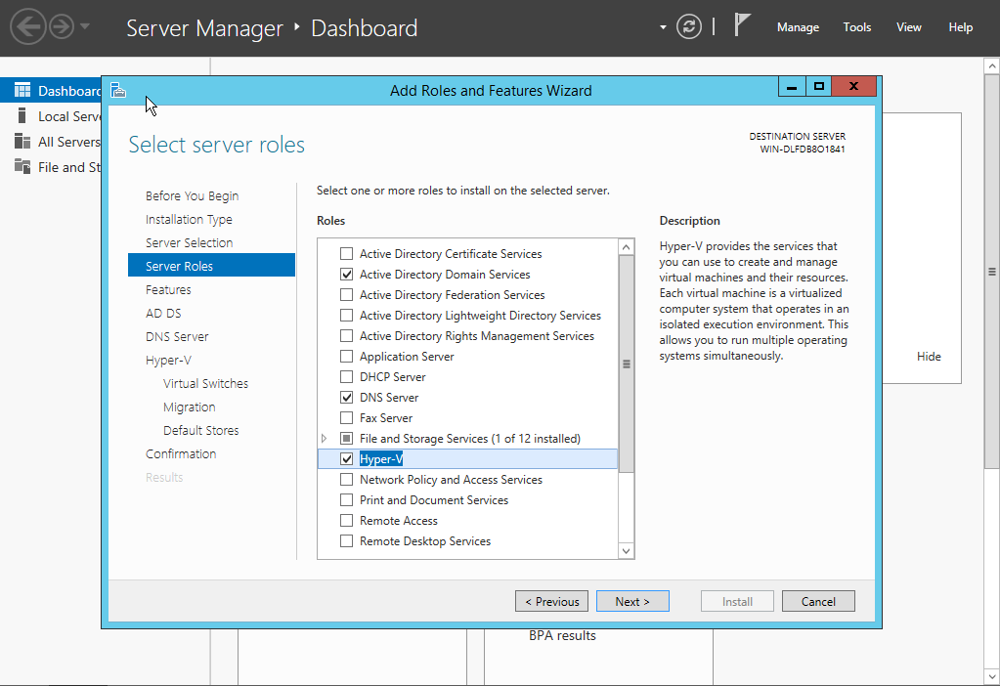 Server Manager ‣ Dashboard
Manage Tools View Help
Dashboard
Local Serve
All Servers
File and St
Add Roles and Features Wizard
Select server roles
DESTINATION SERVER
WIN-DLFDB8O1841
Before You Begin
Installation Type
Server Selection
Server Roles
Features
AD DS
DNS Server
Hyper-V
Virtual Switches
Migration
Default Stores
Confirmation
Results
Select one or more roles to install on the selected server.
Roles
Active Directory Certificate Services
Active Directory Domain Services
Active Directory Federation Services
Active Directory Lightweight Directory Services
Active Directory Rights Management Services
Application Server
DHCP Server
DNS Server
Fax Server
File and Storage Services (1 of 12 installed)
Hyper-V
Network Policy and Access Services
Print and Document Services
Remote Access
Remote Desktop Services
Description
Hyper-V provides the services that
you can use to create and manage
virtual machines and their resources.
Each virtual machine is a virtualized
computer system that operates in an
isolated execution environment. This
allows you to run multiple operating
systems simultaneously.
Hide
< Previous
Next >
Install
Cancel
BPA results